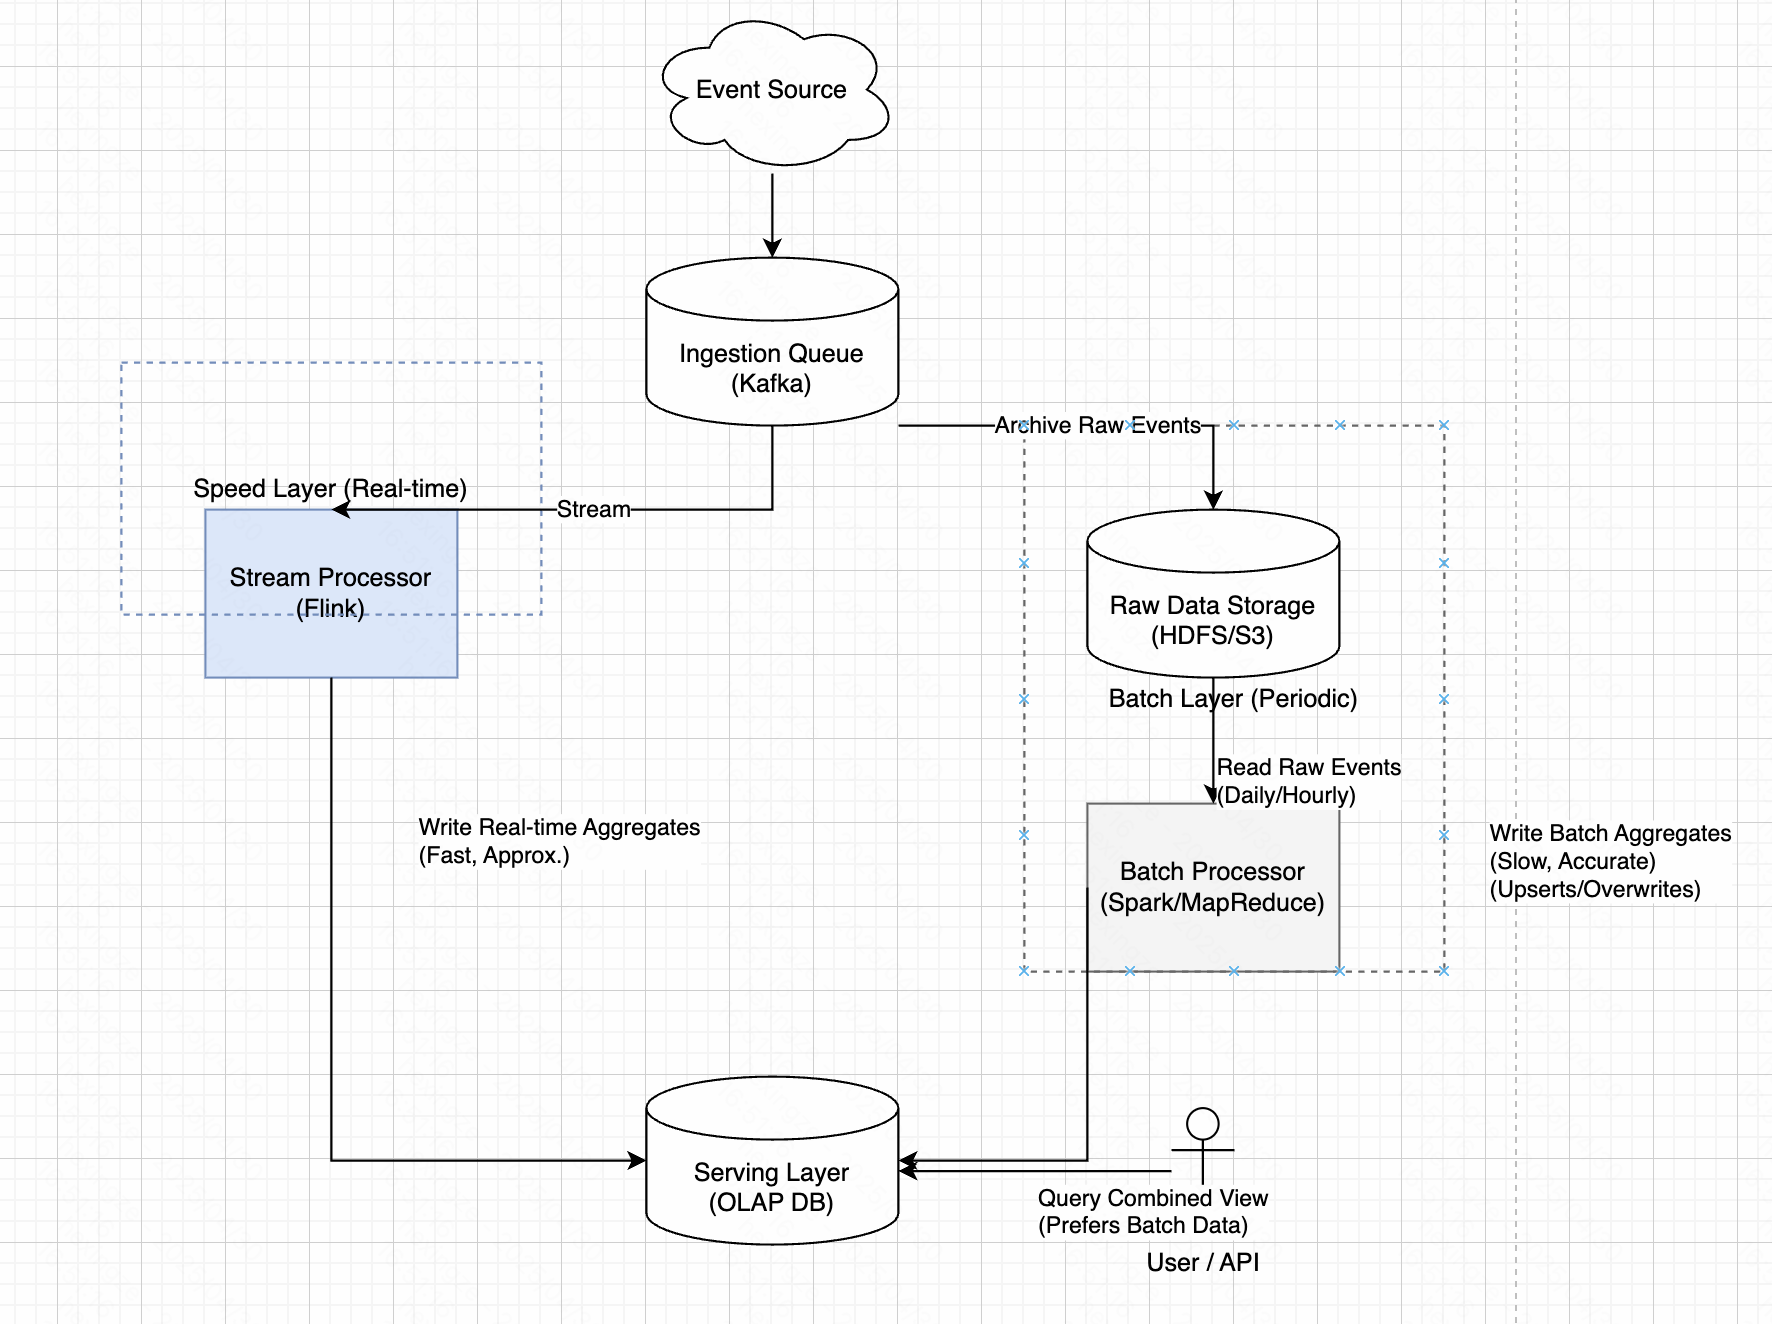 Event Source
Ingestion Queue
(Kafka)
Archive Raw Events
Speed Layer (Real-time)
Stream
Stream Processor
(Flink)
Raw Data Storage
(HDFS/S3)
Batch Layer (Periodic)
Read Raw Events
(Daily/Hourly)
Write Real-time Aggregates
(Fast, Approx.)
Batch Processor
(Spark/MapReduce)
Write Batch Aggregates
(Slow, Accurate)
(Upserts/Overwrites)
Serving Layer
(OLAP DB)
Query Combined View
(Prefers Batch Data)
User / API